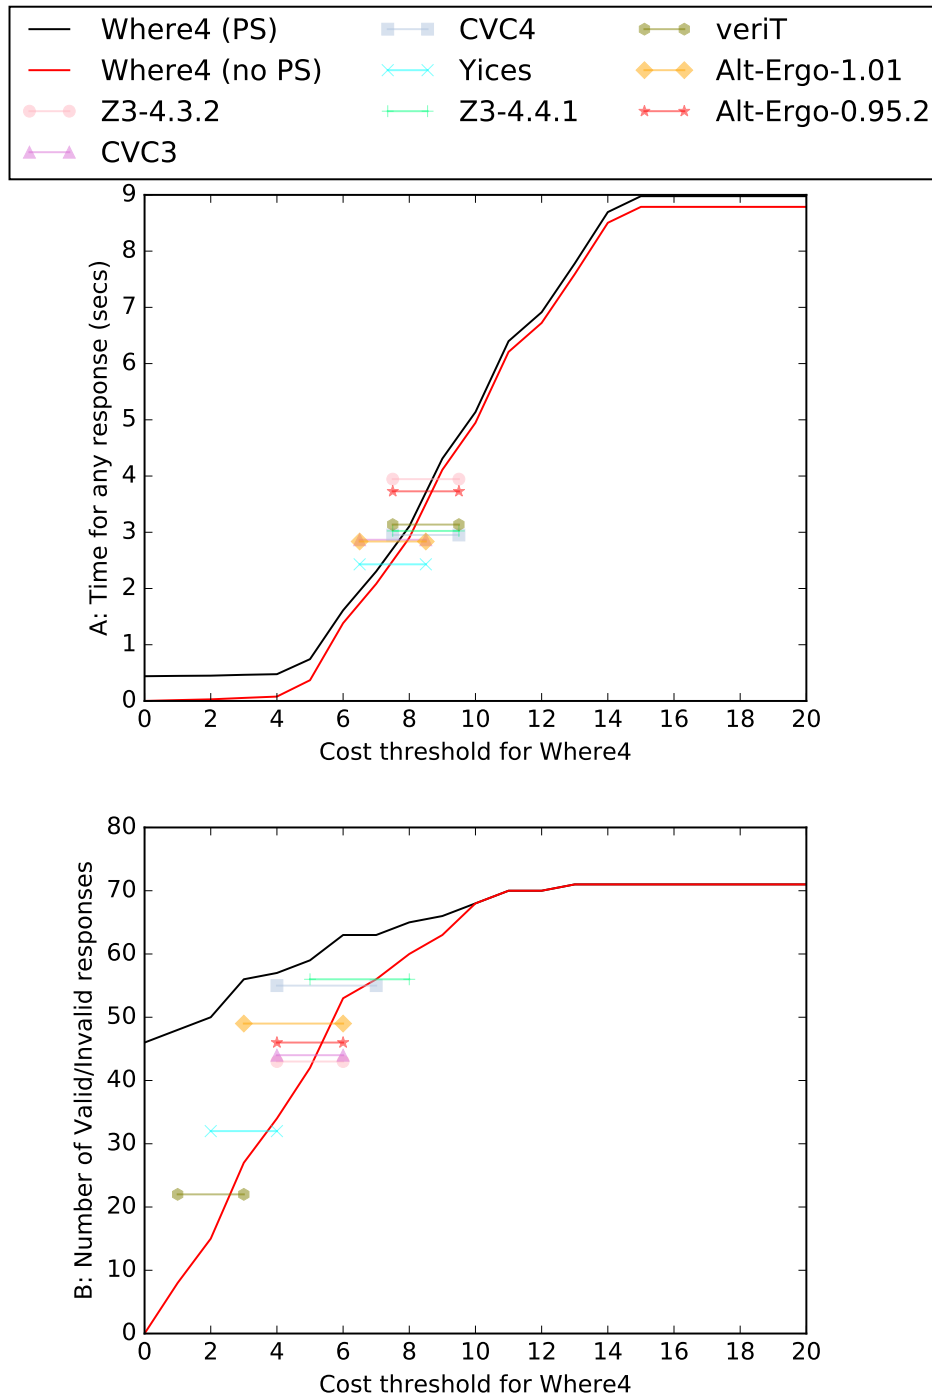 Where4 (PS) CVC4 veriT
Where4 (no PS) Yices Alt-Ergo-1.01
Z3-4.3.2 Z3-4.4.1 Alt-Ergo-0.95.2
CVC3
A: Time for any response (secs)
9
8
7
6
5
4
3
2
1
0
0 2 4 6 8 10 12 14 16 18 20
Cost threshold for Where4
B: Number of Valid/Invalid responses
80
70
60
50
40
30
20
10
0
0 2 4 6 8 10 12 14 16 18 20
Cost threshold for Where4